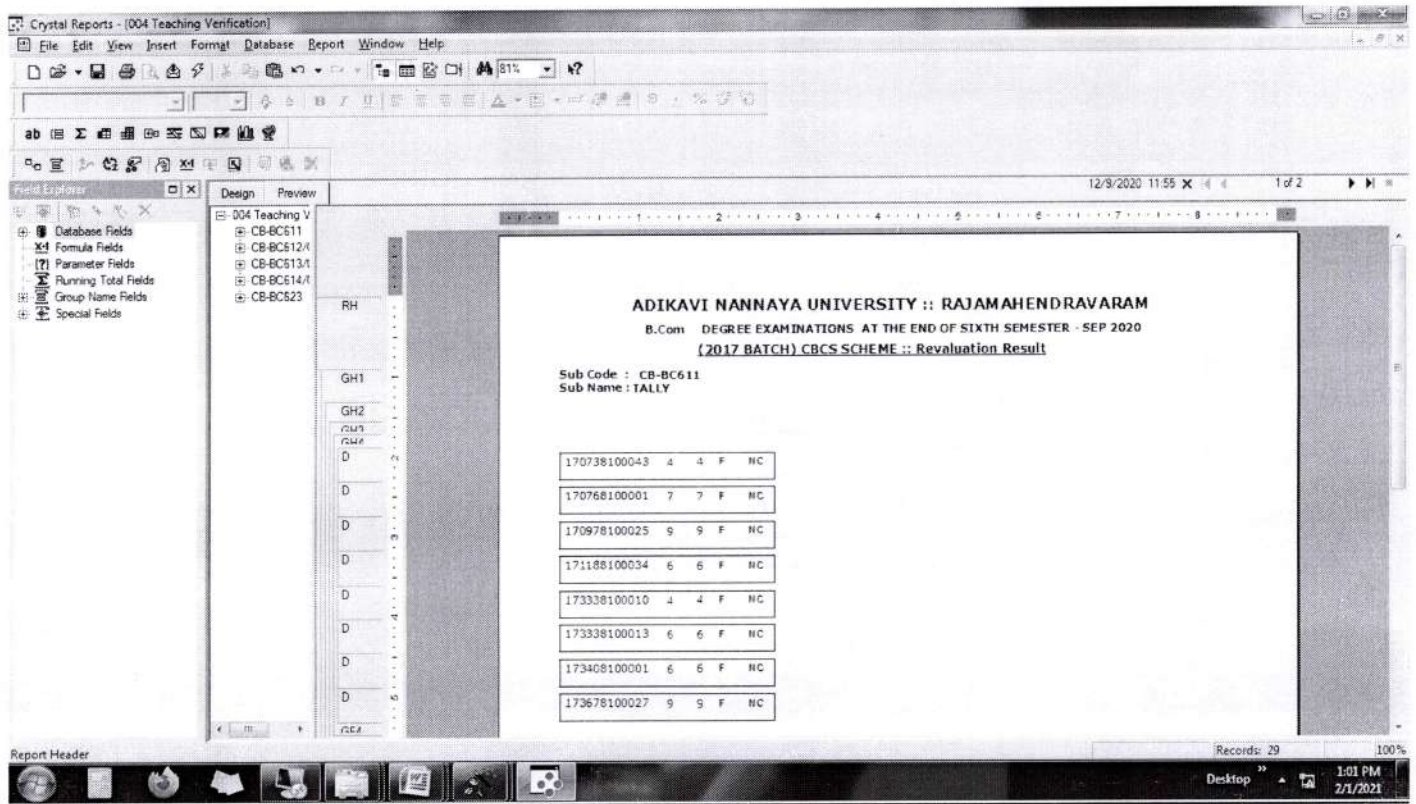 Crystal Reports - [004 Teaching Verification]
File Edit View Insert Format Database Report Window Help
81%
B I U
ab
Field Explorer
Database Fields
Formula Fields
Parameter Fields
Running Total Fields
Group Name Fields
Special Fields
Design Preview
004 Teaching V
CB-BC611
CB-BC612/
CB-BC613/
CB-BC614/
CB-BC623
12/9/2020 11:55 1 of 2
RH
GH1
GH2
GH3
GH4
D
D
D
D
D
D
D
D
ADIKAVI NANNAYA UNIVERSITY :: RAJAMAHENDRAVARAM
B.Com DEGREE EXAMINATIONS AT THE END OF SIXTH SEMESTER - SEP 2020
(2017 BATCH) CBCS SCHEME :: Revaluation Result
Sub Code : CB-BC611
Sub Name : TALLY
170738100043 4 4 F NC
170768100001 7 7 F NC
170978100025 9 9 F NC
171188100034 6 6 F NC
173338100010 4 4 F NC
173338100013 6 6 F NC
173408100001 6 6 F NC
173678100027 9 9 F NC
Report Header
Records: 29 100%
Desktop
1:01 PM
2/1/2021